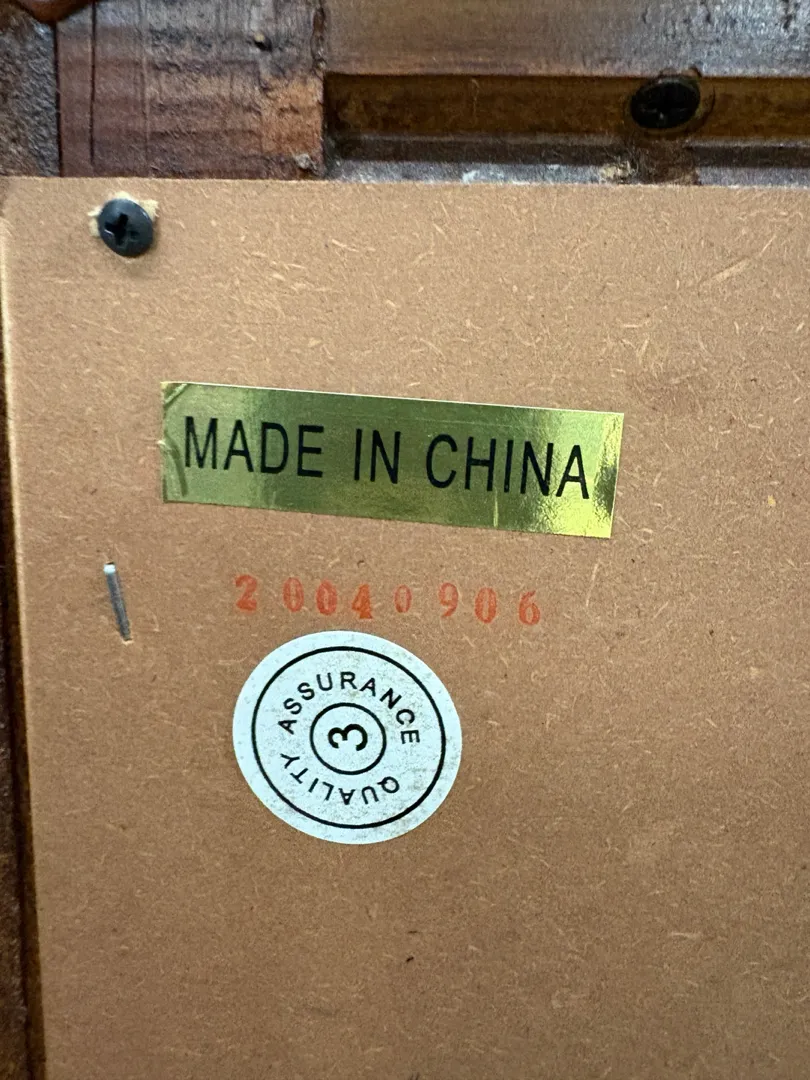 MADE IN CHINA
20040906
QUALITY ASSURANCE
3